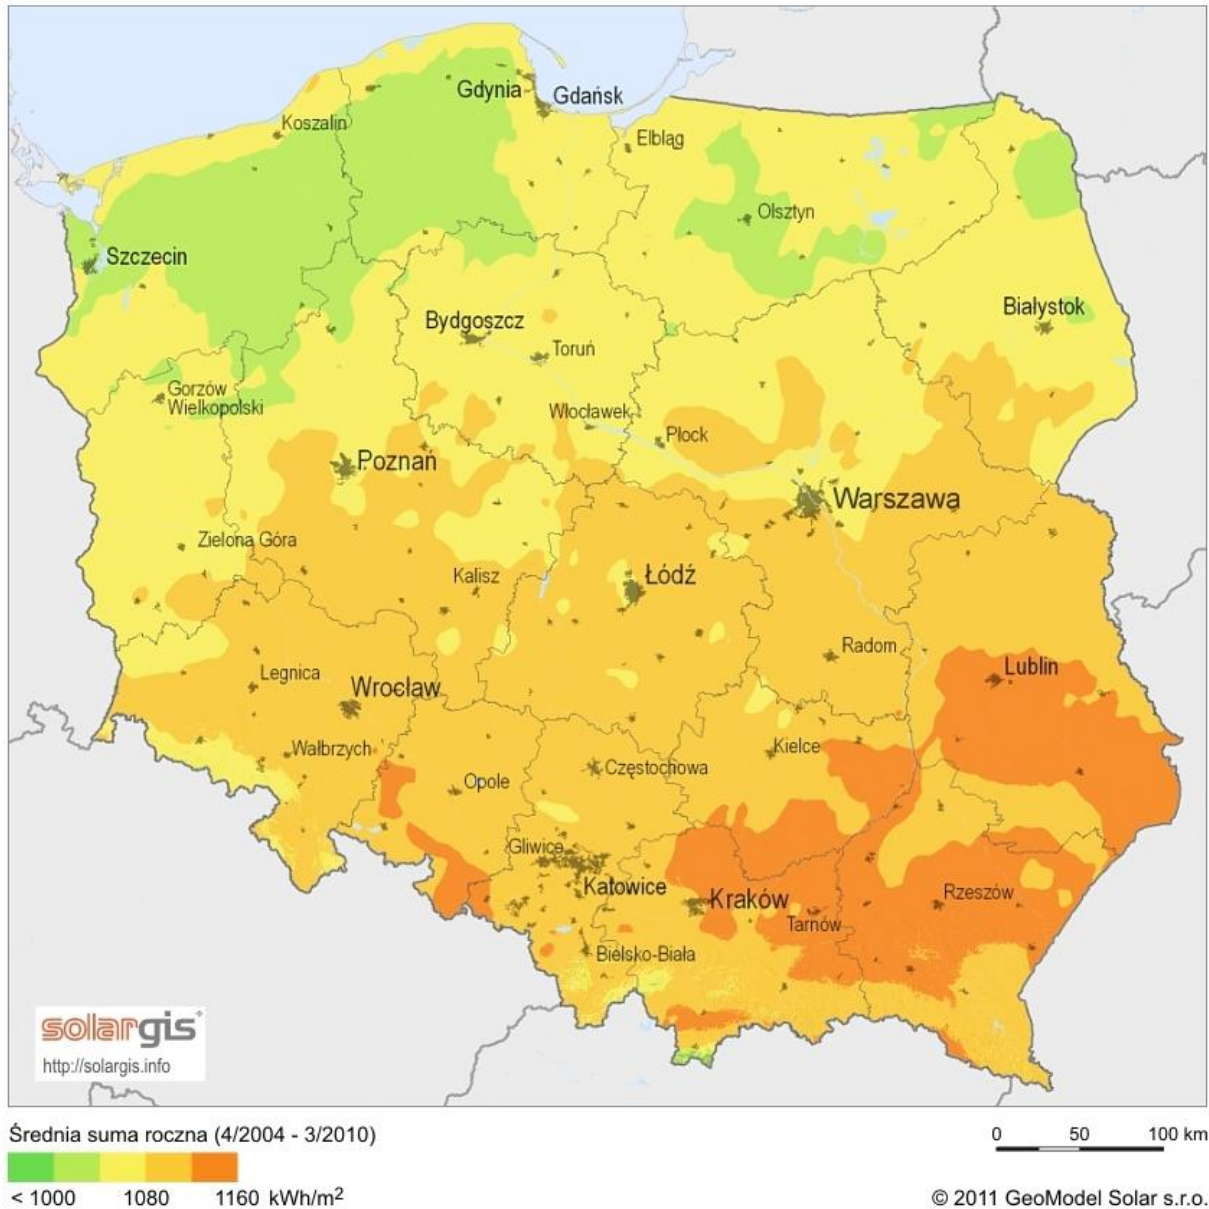 Gdynia
Gdańsk
Koszalin
Elbląg
Olsztyn
Szczecin
Białystok
Bydgoszcz
Toruń
Gorzów
Wielkopolski
Włocławek
Płock
Poznań
Warszawa
Zielona Góra
Kalisz
Łódź
Radom
Legnica
Lublin
Wrocław
Wałbrzych
Kielce
Opole
Częstochowa
Gliwice
Katowice
Kraków
Rzeszów
Tarnów
Bielsko-Biała
solargis
http://solargis.info
Średnia suma roczna (4/2004 - 3/2010)
0 50 100 km
< 1000 1080 1160 kWh/m2
© 2011 GeoModel Solar s.r.o.